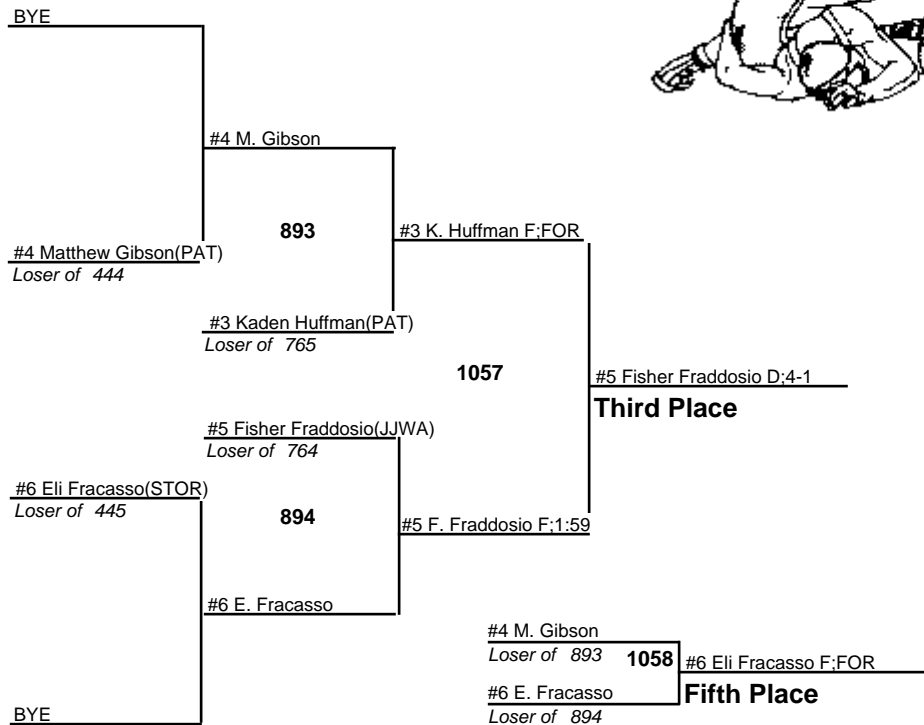 BYE
#4 M. Gibson
893
#3 K. Huffman F;FOR
#4 Matthew Gibson(PAT)
Loser of 444
#3 Kaden Huffman(PAT)
Loser of 765
1057
#5 Fisher Fraddosio D;4-1
Third Place
#5 Fisher Fraddosio(JJWA)
Loser of 764
#6 Eli Fracasso(STOR)
Loser of 445
894
#5 F. Fraddosio F;1:59
#6 E. Fracasso
#4 M. Gibson
Loser of 893
1058
#6 Eli Fracasso F;FOR
Fifth Place
#6 E. Fracasso
Loser of 894
BYE